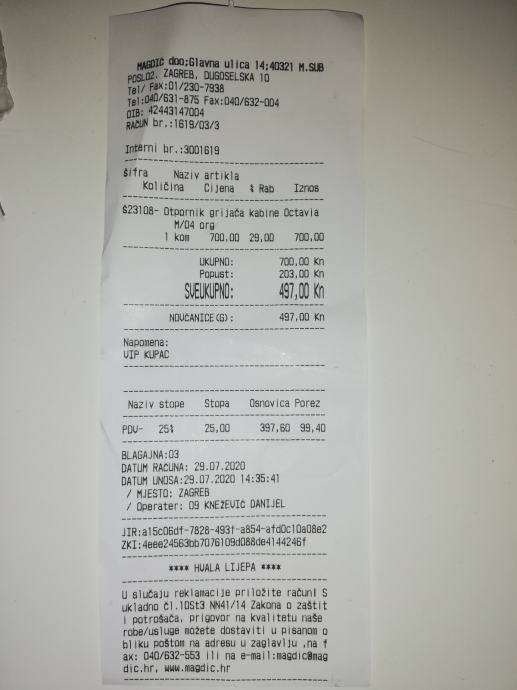 MAGDIĆ doo;Glavna ulica 14;40321 M.SUB
POSLO2. ZAGREB, DUGOSELSKA 10
Tel/ Fax:01/230-7938
Tel:040/631-875 Fax:040/632-004
OIB: 42443147004
RAČUN br.:1619/03/3
Interni br.:3001619
šifra Naziv artikla
Količina Cijena % Rab Iznos
Š23108- Otpornik grijača kabine Octavia
M/04 org
1 kom 700,00 29,00 700,00
UKUPNO: 700,00 Kn
Popust: 203,00 Kn
SVEUKUPNO: 497,00 Kn
NOVČANICE(G): 497,00 Kn
Napomena:
VIP KUPAC
Naziv stope Stopa Osnovica Porez
PDV- 25% 25,00 397,60 99,40
BLAGAJNA:03
DATUM RAČUNA: 29.07.2020
DATUM UNOSA:29.07.2020 14:35:41
/ MJESTO: ZAGREB
/ Operater: 09 KNEŽEVIĆ DANIJEL
JIR:a15c06df-7828-493f-a854-afd0c10a08e2
ZKI:4eee24563bb7076109d088de4144246f
**** HVALA LIJEPA ****
U slučaju reklamacije priložite račun! S
ukladno čl.10St3 NN41/14 Zakona o zaštit
i potrošača, prigovor na kvalitetu naše
robe/usluge možete dostaviti u pisanom o
bliku poštom na adresu u zaglavlju ,na f
ax: 040/632-553 ili na e-mail:magdic@mag
dic.hr, www.magdic.hr